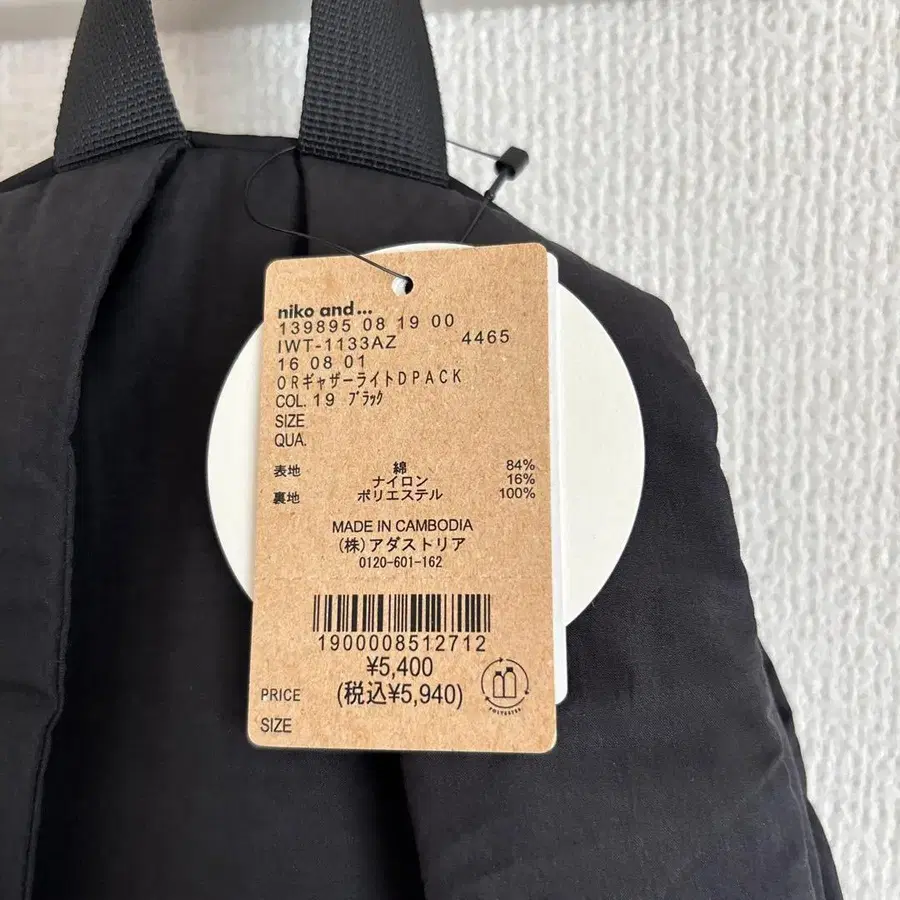 niko and...
139895 08 19 00
IWT-1133AZ 4465
16 08 01
ORギャザーライトDPACK
COL. 19 ブラック
SIZE
QUA.
表地 綿 84%
ナイロン 16%
裏地 ポリエステル 100%
MADE IN CAMBODIA
(株)アダストリア
0120-601-162
1900008512712
¥5,400
PRICE (税込¥5,940)
SIZE
POLYESTER